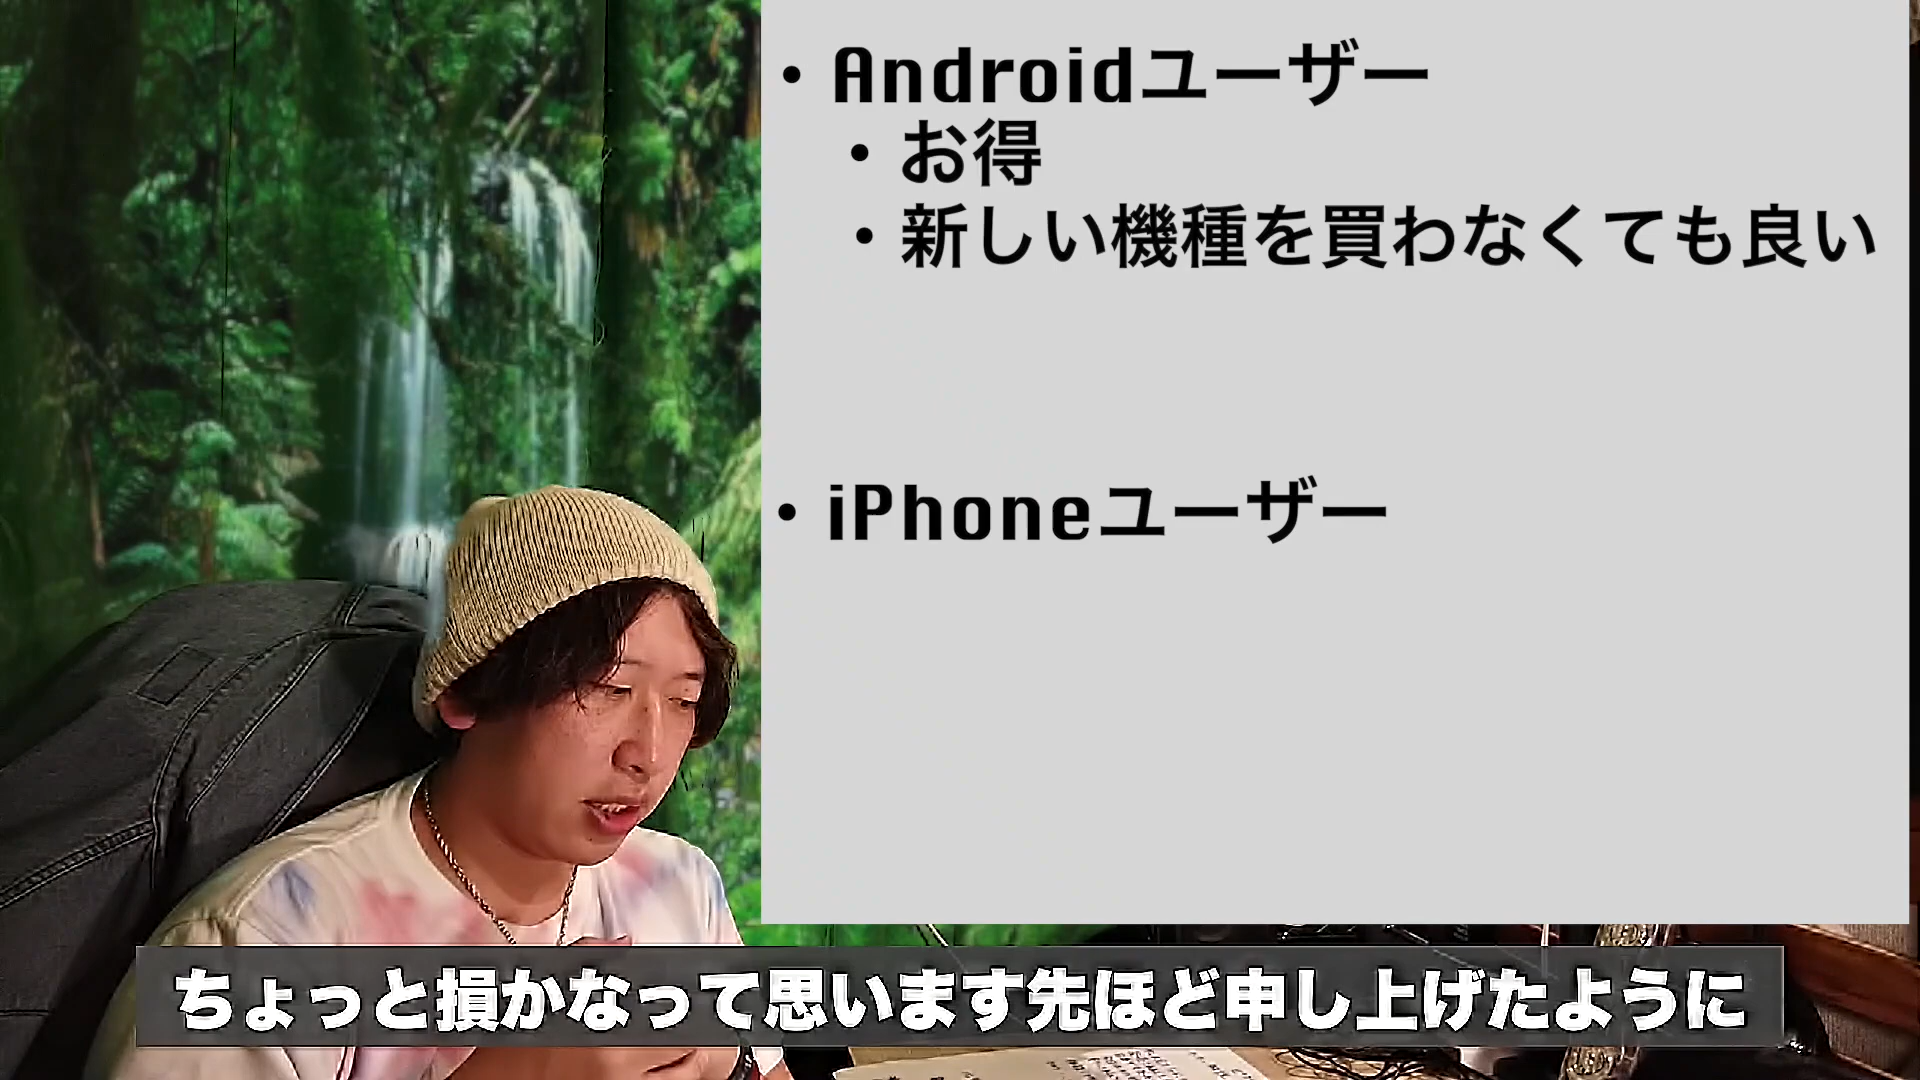 ・Androidユーザー
・お得
・新しい機種を買わなくても良い
・iPhoneユーザー
ちょっと損かなって思います先ほど申し上げたように